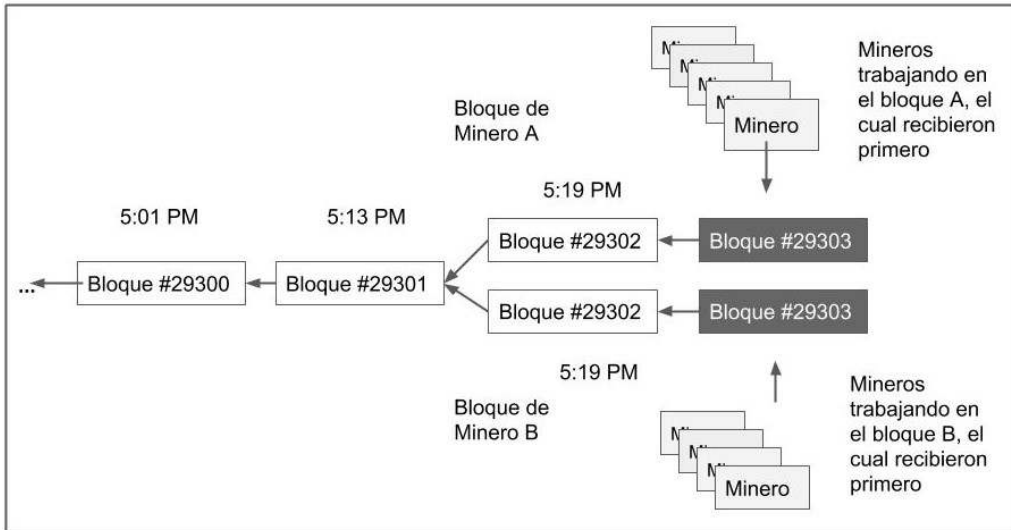 Mineros
trabajando en
el bloque A, el
cual recibieron
primero
Bloque de
Minero A
Minero
5:19 PM
5:01 PM
5:13 PM
Bloque #29302
Bloque #29303
...
Bloque #29300
Bloque #29301
Bloque #29302
Bloque #29303
5:19 PM
Bloque de
Minero B
Minero
Mineros
trabajando en
el bloque B, el
cual recibieron
primero